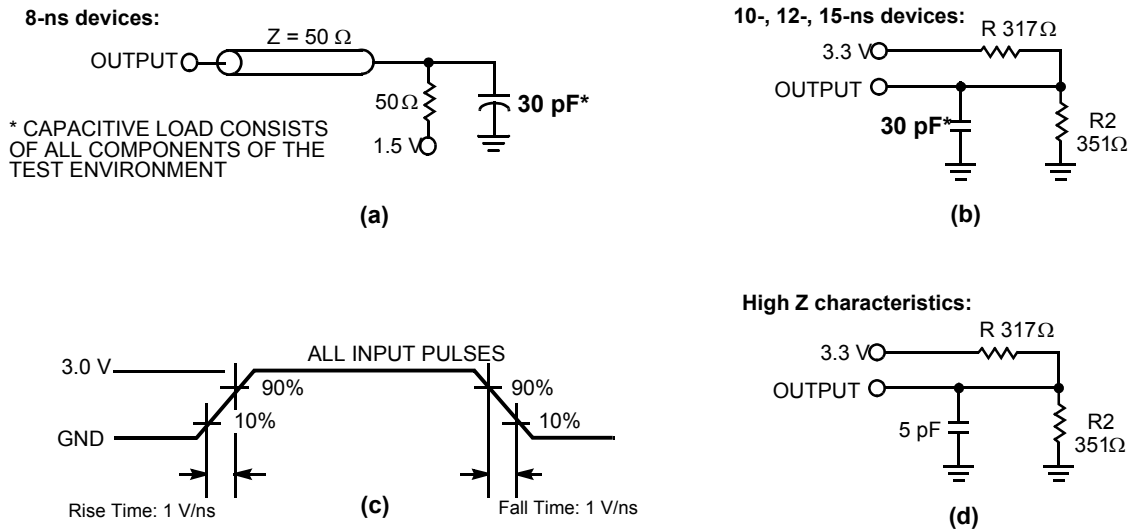 8-ns devices:
Z = 50 Ω
OUTPUT
50Ω
30 pF*
1.5 V
* CAPACITIVE LOAD CONSISTS
OF ALL COMPONENTS OF THE
TEST ENVIRONMENT
(a)
10-, 12-, 15-ns devices:
R 317Ω
3.3 V
OUTPUT
30 pF*
R2
351Ω
(b)
3.0 V
ALL INPUT PULSES
90%
90%
10%
10%
GND
Rise Time: 1 V/ns
(c)
Fall Time: 1 V/ns
High Z characteristics:
R 317Ω
3.3 V
OUTPUT
5 pF
R2
351Ω
(d)